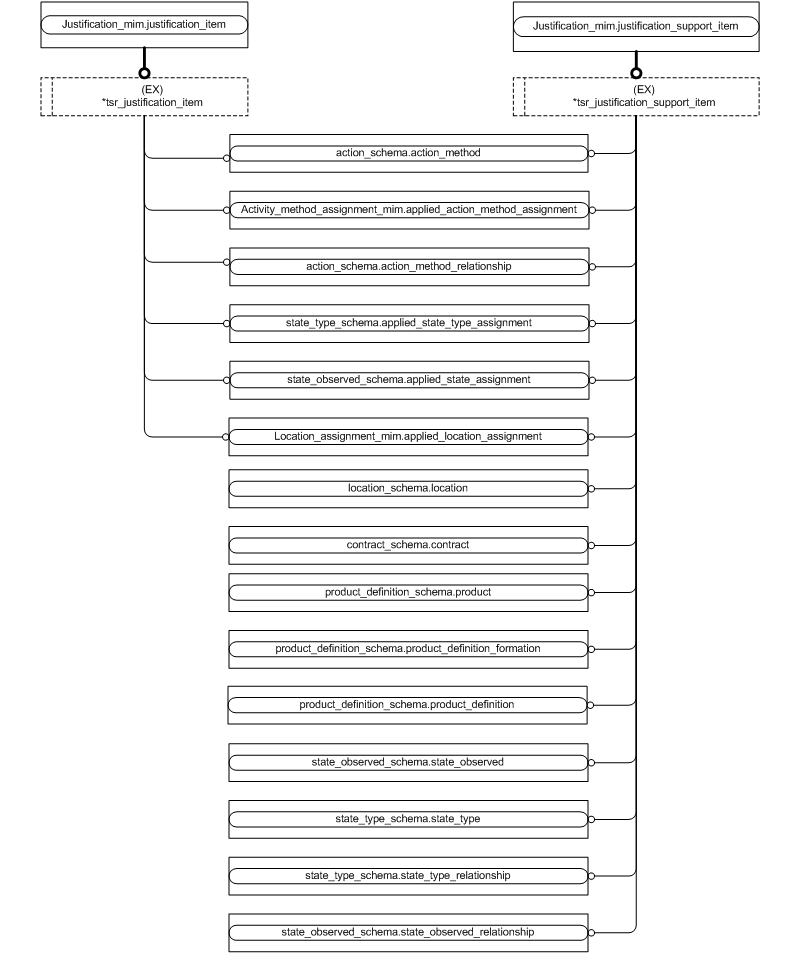 Justification_mim.justification_item
Justification_mim.justification_support_item
(EX)
*tsr_justification_item
(EX)
*tsr_justification_support_item
action_schema.action_method
Activity_method_assignment_mim.applied_action_method_assignment
action_schema.action_method_relationship
state_type_schema.applied_state_type_assignment
state_observed_schema.applied_state_assignment
Location_assignment_mim.applied_location_assignment
location_schema.location
contract_schema.contract
product_definition_schema.product
product_definition_schema.product_definition_formation
product_definition_schema.product_definition
state_observed_schema.state_observed
state_type_schema.state_type
state_type_schema.state_type_relationship
state_observed_schema.state_observed_relationship